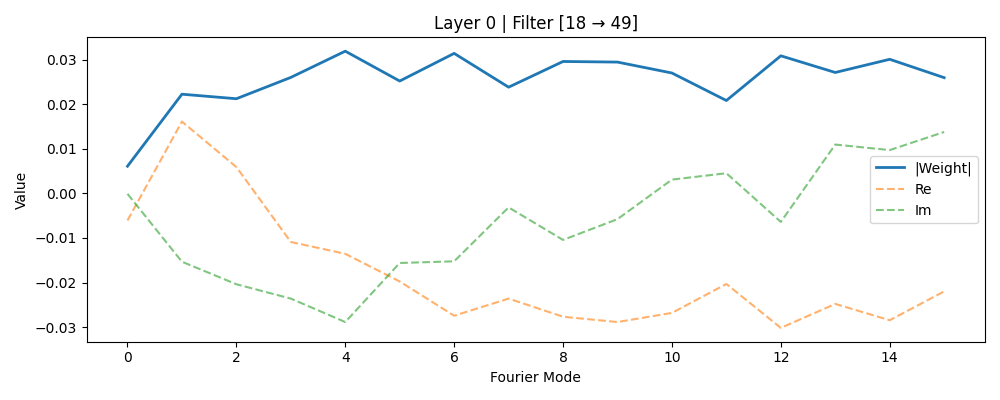 Layer 0 | Filter [18 → 49]
Value
0.03
0.02
0.01
0.00
−0.01
−0.02
−0.03
|Weight|
Re
Im
0 2 4 6 8 10 12 14
Fourier Mode